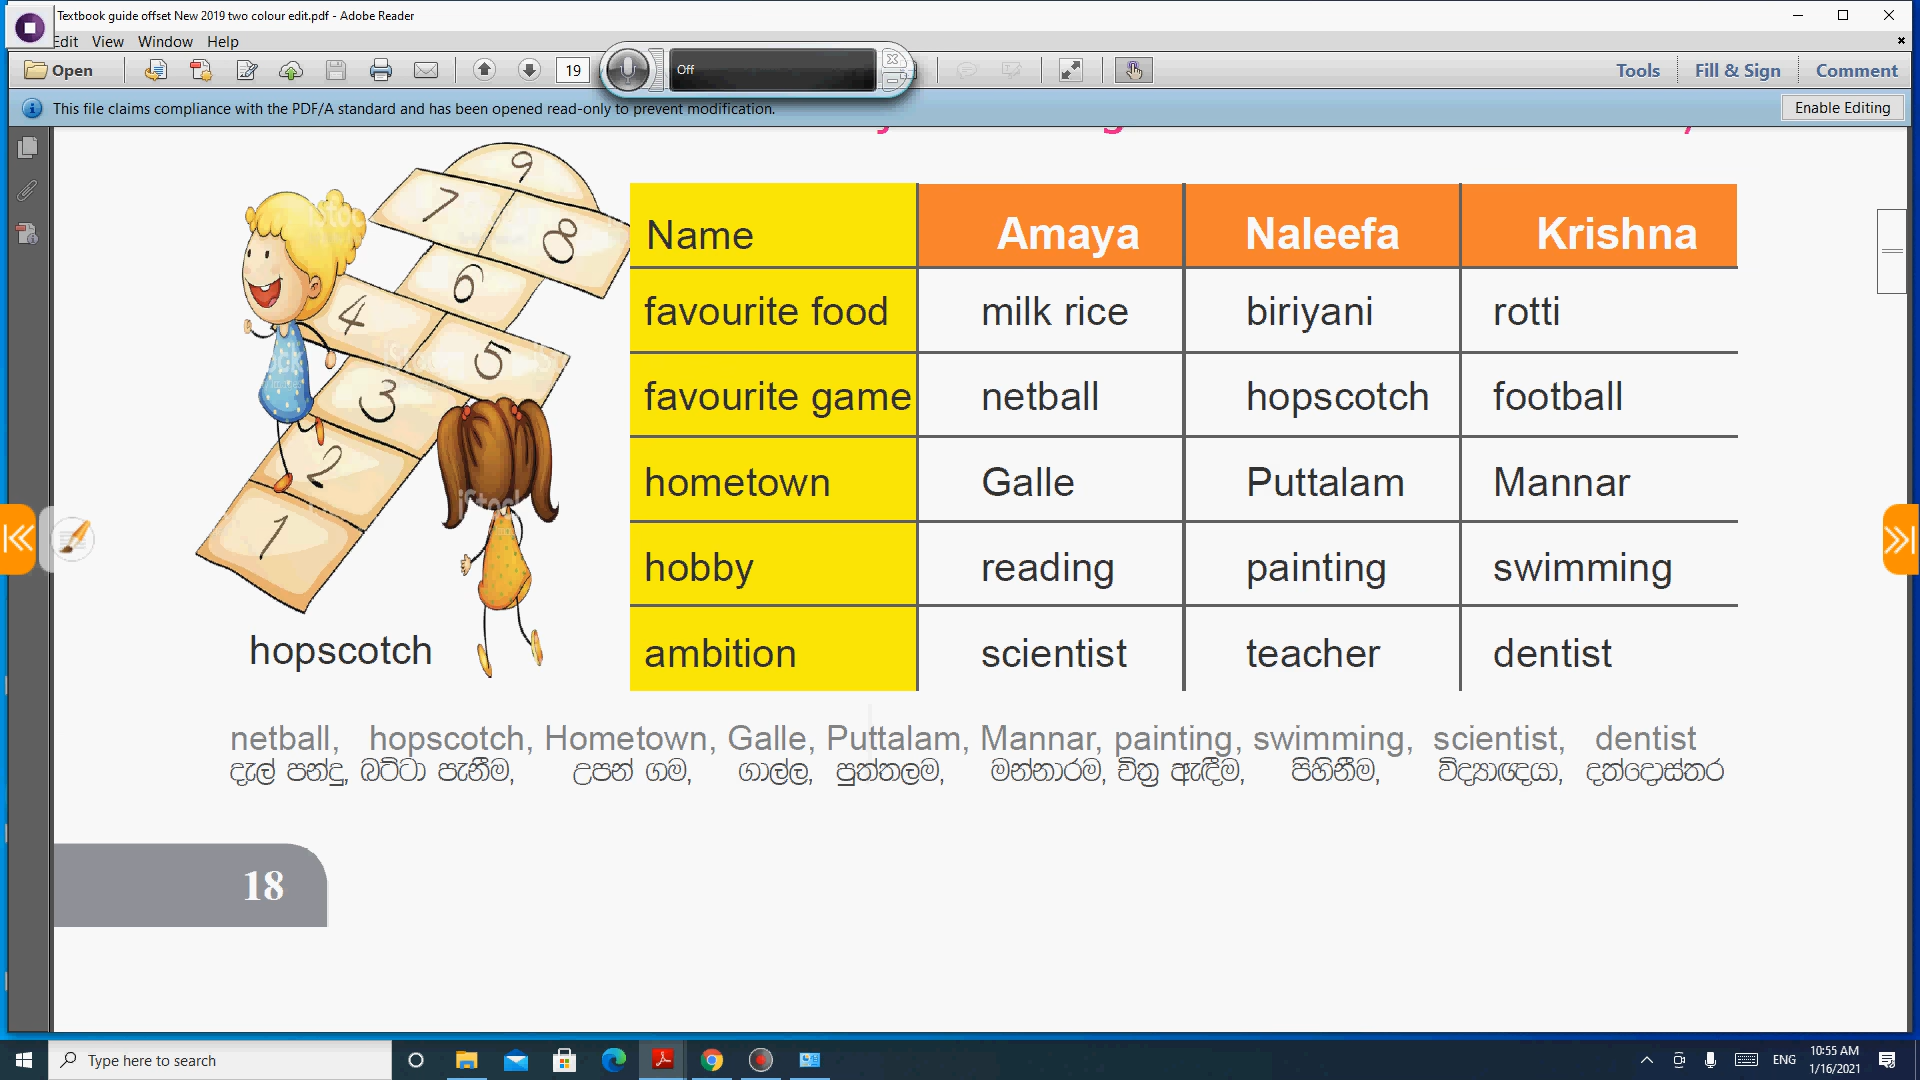 Textbook guide offset New 2019 two colour edit.pdf - Adobe Reader
Edit View Window Help
Open 19 Off Tools Fill & Sign Comment
This file claims compliance with the PDF/A standard and has been opened read-only to prevent modification. Enable Editing
9
7 8
6
4 5
3
2
1
hopscotch
Name Amaya Naleefa Krishna
favourite food milk rice biriyani rotti
favourite game netball hopscotch football
hometown Galle Puttalam Mannar
hobby reading painting swimming
ambition scientist teacher dentist
netball, hopscotch, Hometown, Galle, Puttalam, Mannar, painting, swimming, scientist, dentist
දැල් පන්දු, බට්ටා පැනීම, උපන් ගම, ගාල්ල, පුත්තලම, මන්නාරම, චිත්‍ර ඇඳීම, පිහිනීම, විද්‍යාඥයා, දත්දොස්තර
18
Type here to search
ENG 10:55 AM
1/16/2021